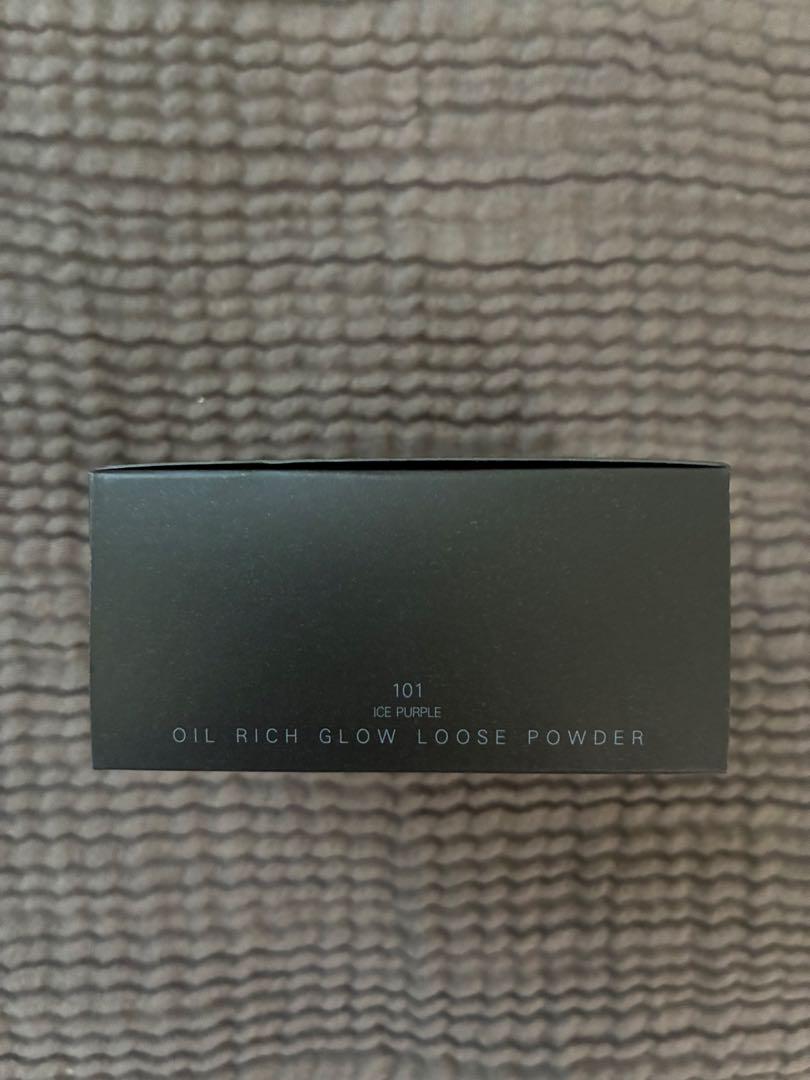 101
ICE PURPLE
OIL RICH GLOW LOOSE POWDER